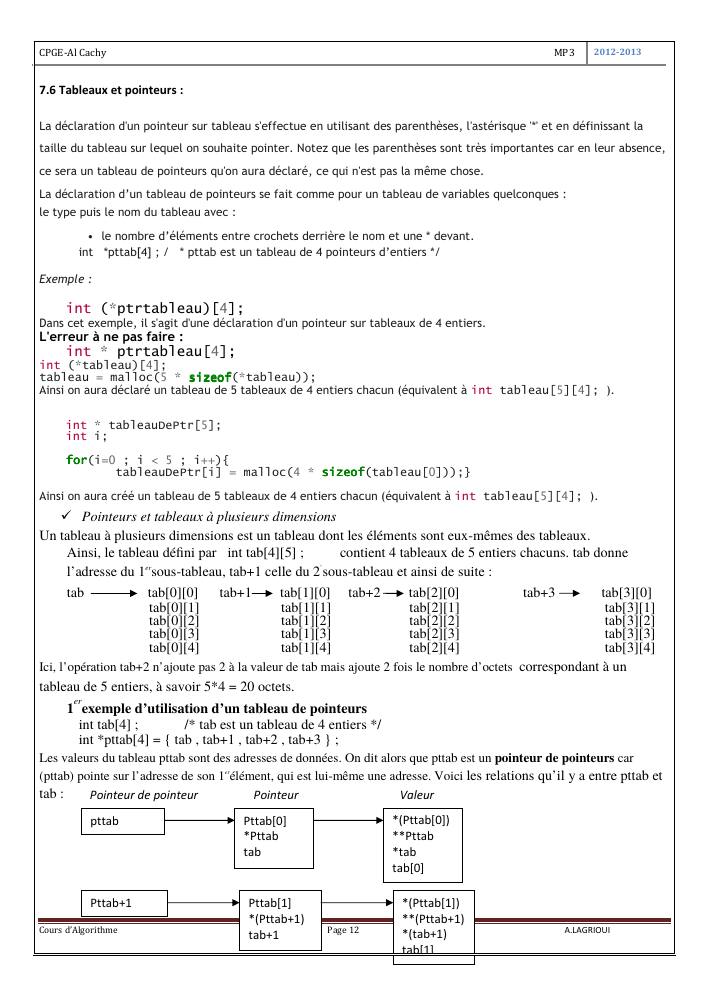 CPGE-Al Cachy MP3 2012-2013
7.6 Tableaux et pointeurs :
La déclaration d'un pointeur sur tableau s'effectue en utilisant des parenthèses, l'astérisque '*' et en définissant la
taille du tableau sur lequel on souhaite pointer. Notez que les parenthèses sont très importantes car en leur absence,
ce sera un tableau de pointeurs qu'on aura déclaré, ce qui n'est pas la même chose.
La déclaration d’un tableau de pointeurs se fait comme pour un tableau de variables quelconques :
le type puis le nom du tableau avec :
• le nombre d’éléments entre crochets derrière le nom et une * devant.
int *pttab[4] ; / * pttab est un tableau de 4 pointeurs d’entiers */
Exemple :
int (*ptrtableau)[4];
Dans cet exemple, il s'agit d'une déclaration d'un pointeur sur tableaux de 4 entiers.
L'erreur à ne pas faire :
int * ptrtableau[4];
int (*tableau)[4];
tableau = malloc(5 * sizeof(*tableau));
Ainsi on aura déclaré un tableau de 5 tableaux de 4 entiers chacun (équivalent à int tableau[5][4]; ).
int * tableauDePtr[5];
int i;
for(i=0 ; i < 5 ; i++){
tableauDePtr[i] = malloc(4 * sizeof(tableau[0]));}
Ainsi on aura créé un tableau de 5 tableaux de 4 entiers chacun (équivalent à int tableau[5][4]; ).
✓ Pointeurs et tableaux à plusieurs dimensions
Un tableau à plusieurs dimensions est un tableau dont les éléments sont eux-mêmes des tableaux.
Ainsi, le tableau défini par int tab[4][5] ; contient 4 tableaux de 5 entiers chacuns. tab donne
l’adresse du 1er sous-tableau, tab+1 celle du 2 sous-tableau et ainsi de suite :
tab tab[0][0] tab+1 tab[1][0] tab+2 tab[2][0] tab+3 tab[3][0]
tab[0][1] tab[1][1] tab[2][1] tab[3][1]
tab[0][2] tab[1][2] tab[2][2] tab[3][2]
tab[0][3] tab[1][3] tab[2][3] tab[3][3]
tab[0][4] tab[1][4] tab[2][4] tab[3][4]
Ici, l’opération tab+2 n’ajoute pas 2 à la valeur de tab mais ajoute 2 fois le nombre d’octets correspondant à un
tableau de 5 entiers, à savoir 5*4 = 20 octets.
1er exemple d’utilisation d’un tableau de pointeurs
int tab[4] ; /* tab est un tableau de 4 entiers */
int *pttab[4] = { tab , tab+1 , tab+2 , tab+3 } ;
Les valeurs du tableau pttab sont des adresses de données. On dit alors que pttab est un pointeur de pointeurs car
(pttab) pointe sur l’adresse de son 1er élément, qui est lui-même une adresse. Voici les relations qu’il y a entre pttab et
tab : Pointeur de pointeur Pointeur Valeur
pttab Pttab[0] *(Pttab[0])
*Pttab **Pttab
tab *tab
tab[0]
Pttab+1 Pttab[1] *(Pttab[1])
*(Pttab+1) **(Pttab+1)
tab+1 *(tab+1)
tab[1]
Cours d’Algorithme Page 12 A.LAGRIOUI